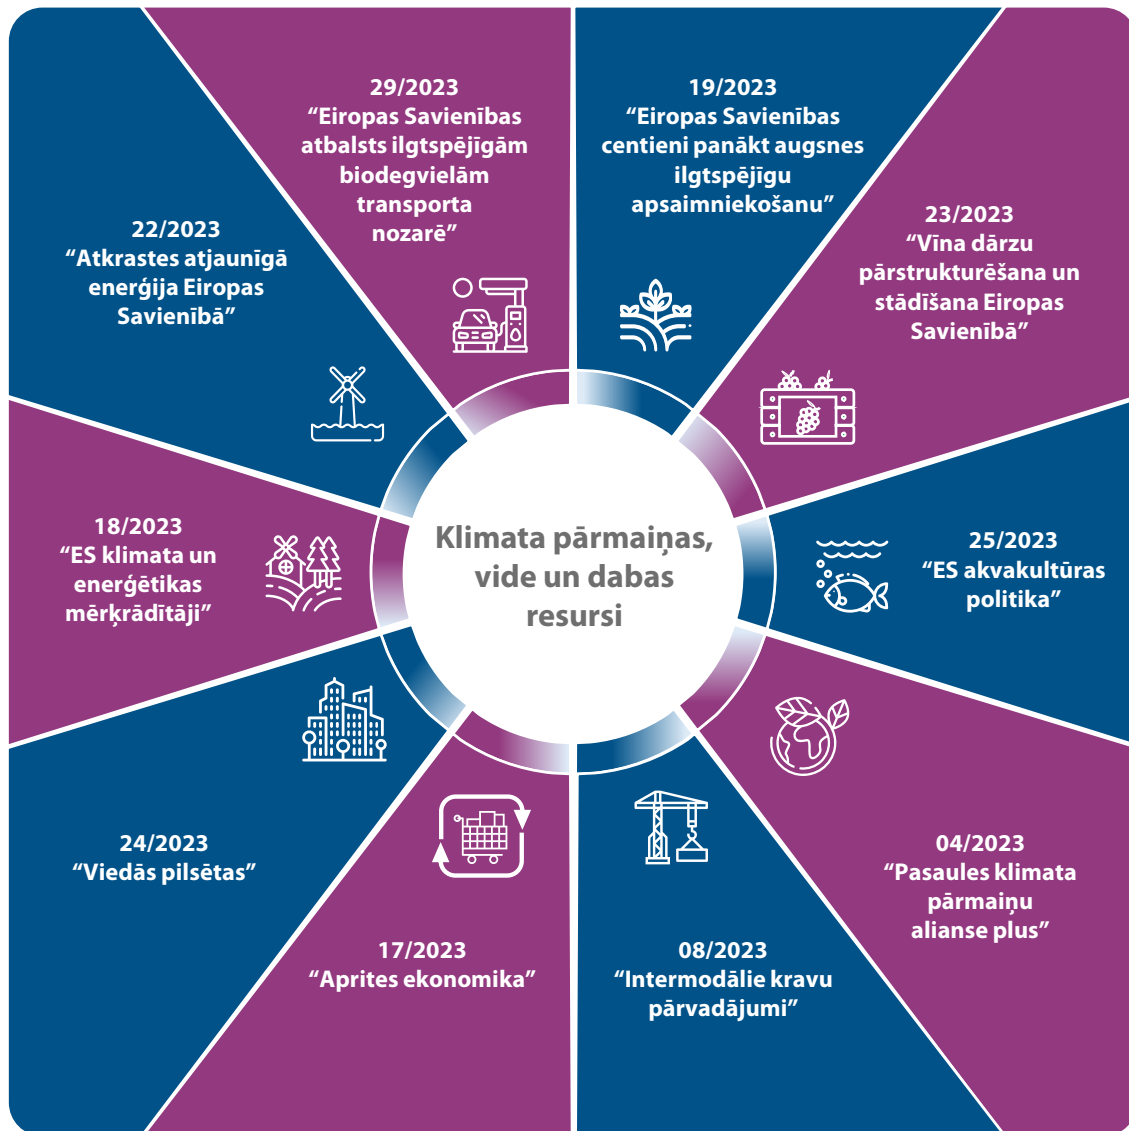 29/2023
“Eiropas Savienības
atbalsts ilgtspējīgām
biodegvielām
transporta
nozarē”
19/2023
“Eiropas Savienības
centieni panākt augsnes
ilgtspējīgu
apsaimniekošanu”
23/2023
“Vīna dārzu
pārstrukturēšana un
stādīšana Eiropas
Savienībā”
25/2023
“ES akvakultūras
politika”
04/2023
“Pasaules klimata
pārmaiņu
alianse plus”
08/2023
“Intermodālie kravu
pārvadājumi”
17/2023
“Aprites ekonomika”
24/2023
“Viedās pilsētas”
18/2023
“ES klimata un
enerģētikas
mērķrādītāji”
22/2023
“Atkrastes atjaunīgā
enerģija Eiropas
Savienībā”
Klimata pārmaiņas,
vide un dabas
resursi